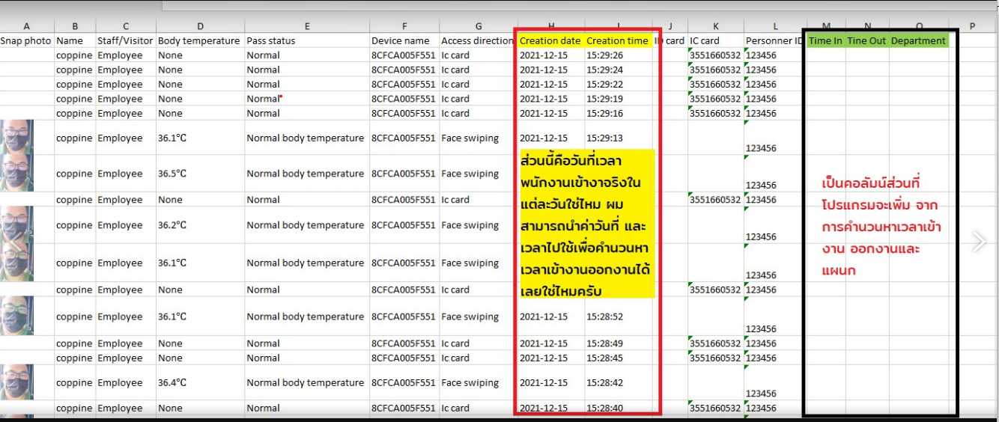 A B C D E F G H I J K L M N O P
Snap photo Name Staff/Visitor Body temperature Pass status Device name Access direction Creation date Creation time ID card IC card Personner ID Time In Tine Out Department
coppine Employee None Normal 8CFCA005F551 Ic card 2021-12-15 15:29:26 3551660532 123456
coppine Employee None Normal 8CFCA005F551 Ic card 2021-12-15 15:29:24 3551660532 123456
coppine Employee None Normal 8CFCA005F551 Ic card 2021-12-15 15:29:22 3551660532 123456
coppine Employee None Normal 8CFCA005F551 Ic card 2021-12-15 15:29:19 3551660532 123456
coppine Employee None Normal 8CFCA005F551 Ic card 2021-12-15 15:29:16 3551660532 123456
coppine Employee 36.1°C Normal body temperature 8CFCA005F551 Face swiping 2021-12-15 15:29:13 123456
ส่วนนี้คือวันที่เวลา
พนักงานเข้างาจริงใน
แต่ละวันใช่ไหม ผม
สามารถนำค่าวันที่ และ
เวลาไปใช้เพื่อคำนวนหา
เวลาเข้างานออกงานได้
เลยใช่ไหมครับ
เป็นคอลัมน์ส่วนที่
โปรแกรมจะเพิ่ม จาก
การคำนวนหาเวลาเข้า
งาน ออกงานและ
แผนก
coppine Employee 36.5°C Normal body temperature 8CFCA005F551 Face swiping 123456
coppine Employee None Normal 8CFCA005F551 Ic card 3551660532 123456
coppine Employee 36.2°C Normal body temperature 8CFCA005F551 Face swiping 123456
coppine Employee 36.1°C Normal body temperature 8CFCA005F551 Face swiping 123456
coppine Employee None Normal 8CFCA005F551 Ic card 3551660532 123456
coppine Employee 36.1°C Normal body temperature 8CFCA005F551 Face swiping 2021-12-15 15:28:52 123456
coppine Employee None Normal 8CFCA005F551 Ic card 2021-12-15 15:28:49 3551660532 123456
coppine Employee None Normal 8CFCA005F551 Ic card 2021-12-15 15:28:45 3551660532 123456
coppine Employee 36.4°C Normal body temperature 8CFCA005F551 Face swiping 2021-12-15 15:28:42 123456
coppine Employee None Normal 8CFCA005F551 Ic card 2021-12-15 15:28:40 3551660532 123456